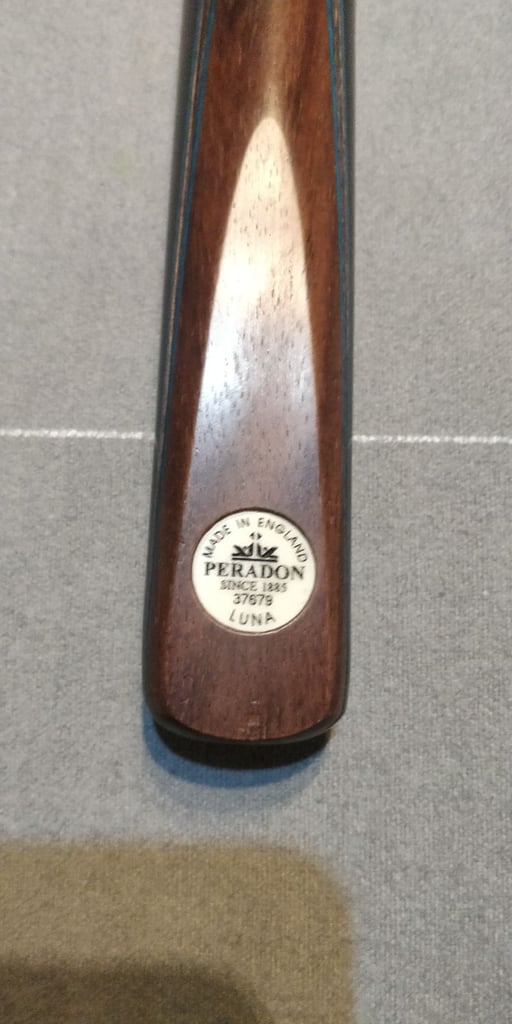 MADE IN ENGLAND
PERADON
SINCE 1885
37679
LUNA